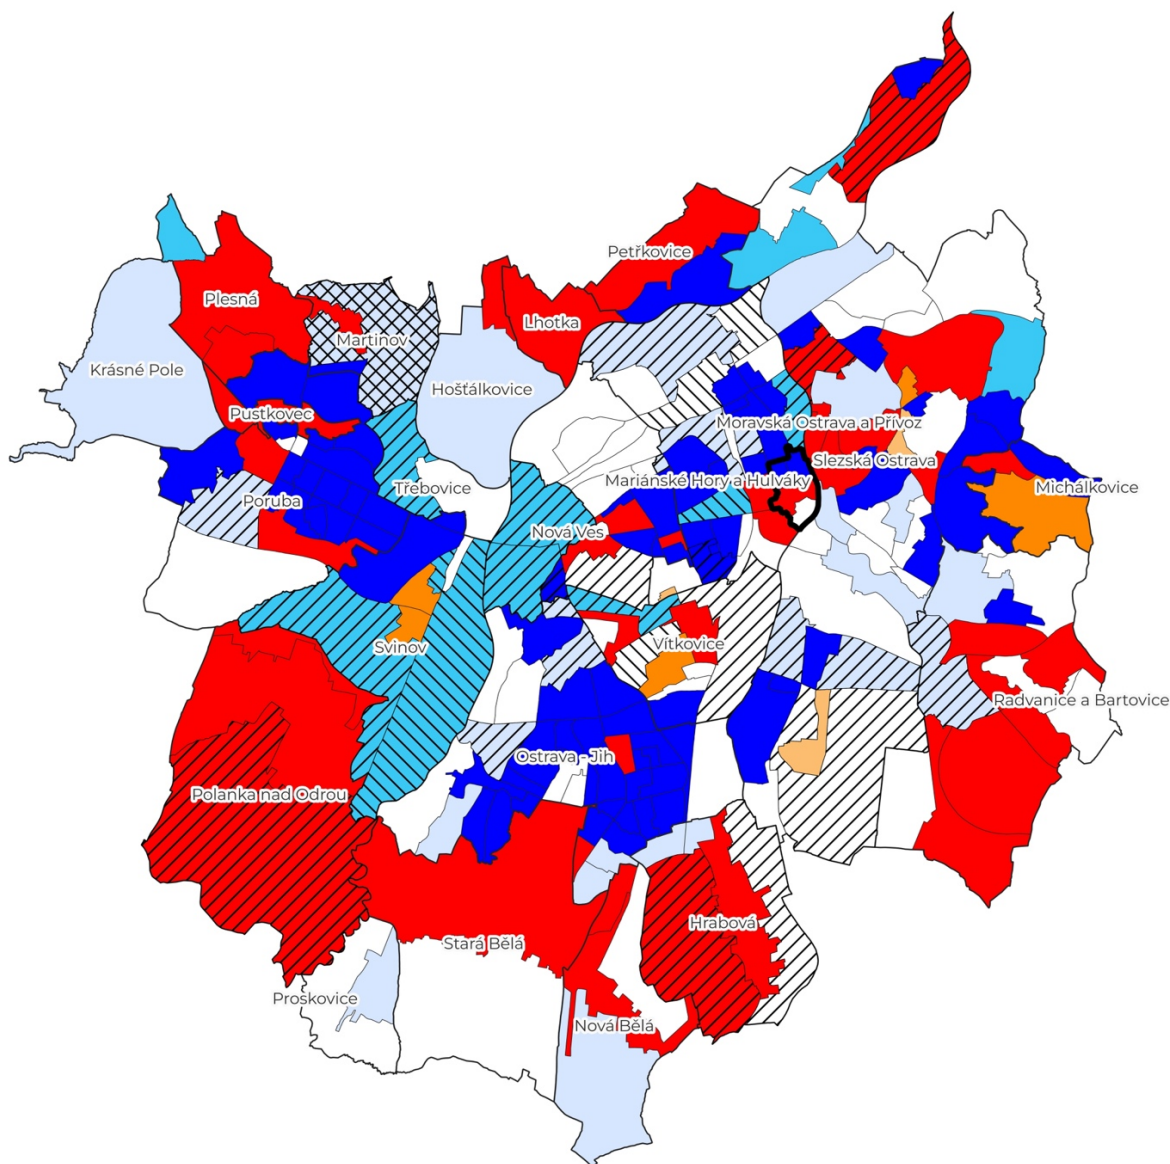 Petřkovice
Plesná
Lhotka
Martinov
Krásné Pole
Hošťálkovice
Pustkovec
Moravská Ostrava a Přívoz
Slezská Ostrava
Mariánské Hory a Hulváky
Michálkovice
Třebovice
Poruba
Nová Ves
Svinov
Vítkovice
Radvanice a Bartovice
Ostrava - Jih
Polanka nad Odrou
Hrabová
Stará Bělá
Proskovice
Nová Bělá